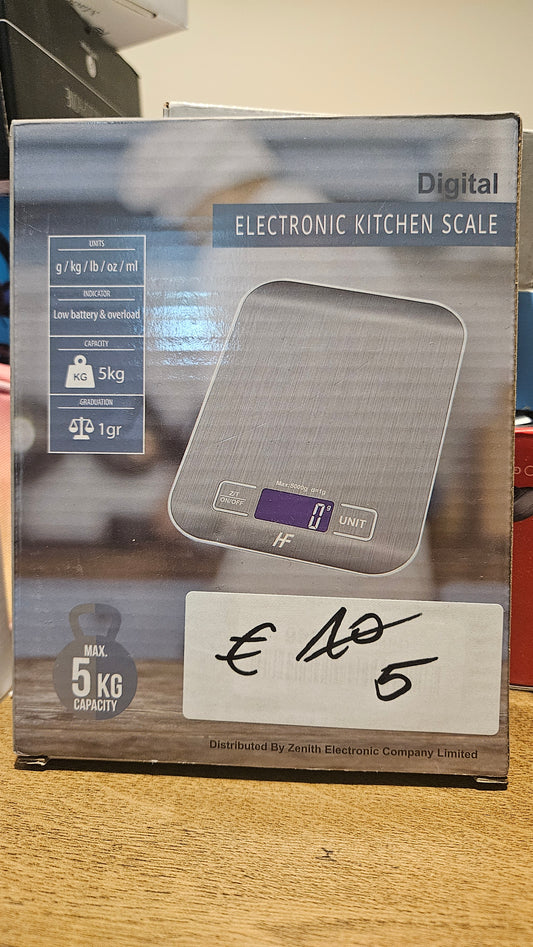 Digital
ELECTRONIC KITCHEN SCALE
UNITS
g / kg / lb / oz / ml
INDICATOR
Low battery & overload
CAPACITY
KG 5kg
GRADUATION
1gr
Max:5000g d=1g
Z/T
ON/OFF
0 g
UNIT
HF
MAX.
5 KG
CAPACITY
€ 10
5
Distributed By Zenith Electronic Company Limited